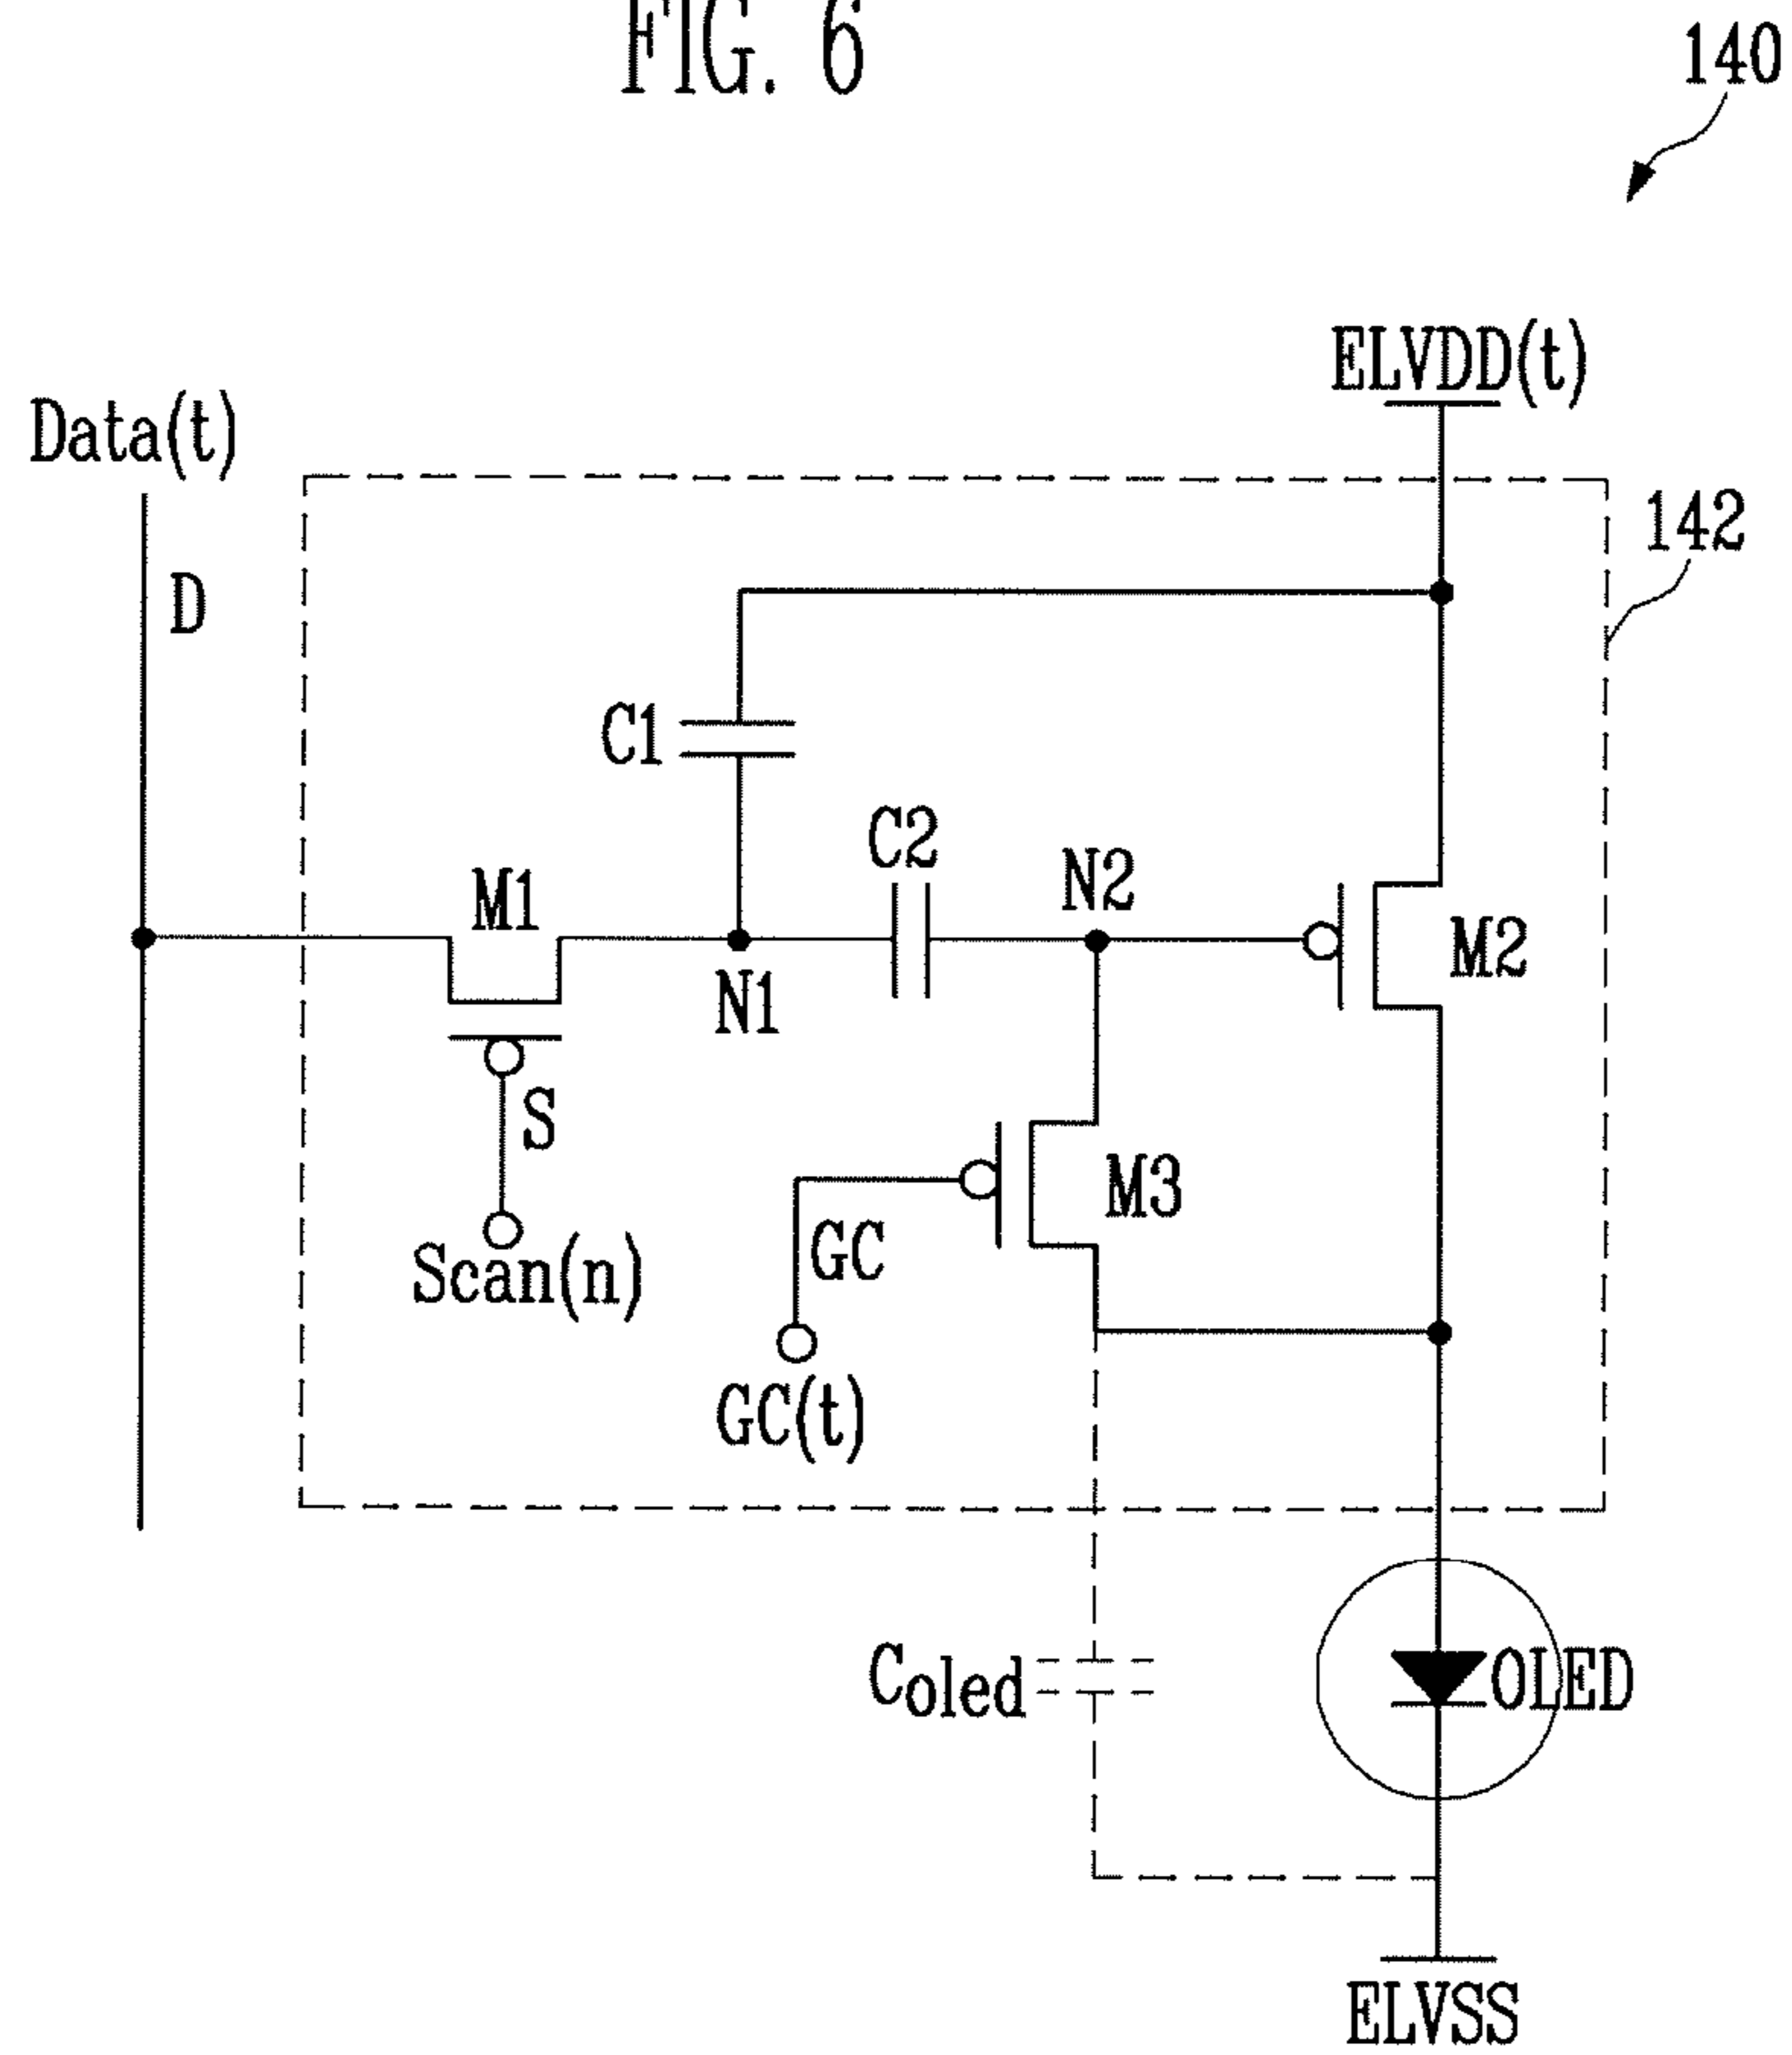 FIG. 6
140
ELVDD(t)
Data(t)
142
D
C1
C2
N2
M1
M2
N1
S
M3
GC
Scan(n)
GC(t)
Coled
OLED
ELVSS